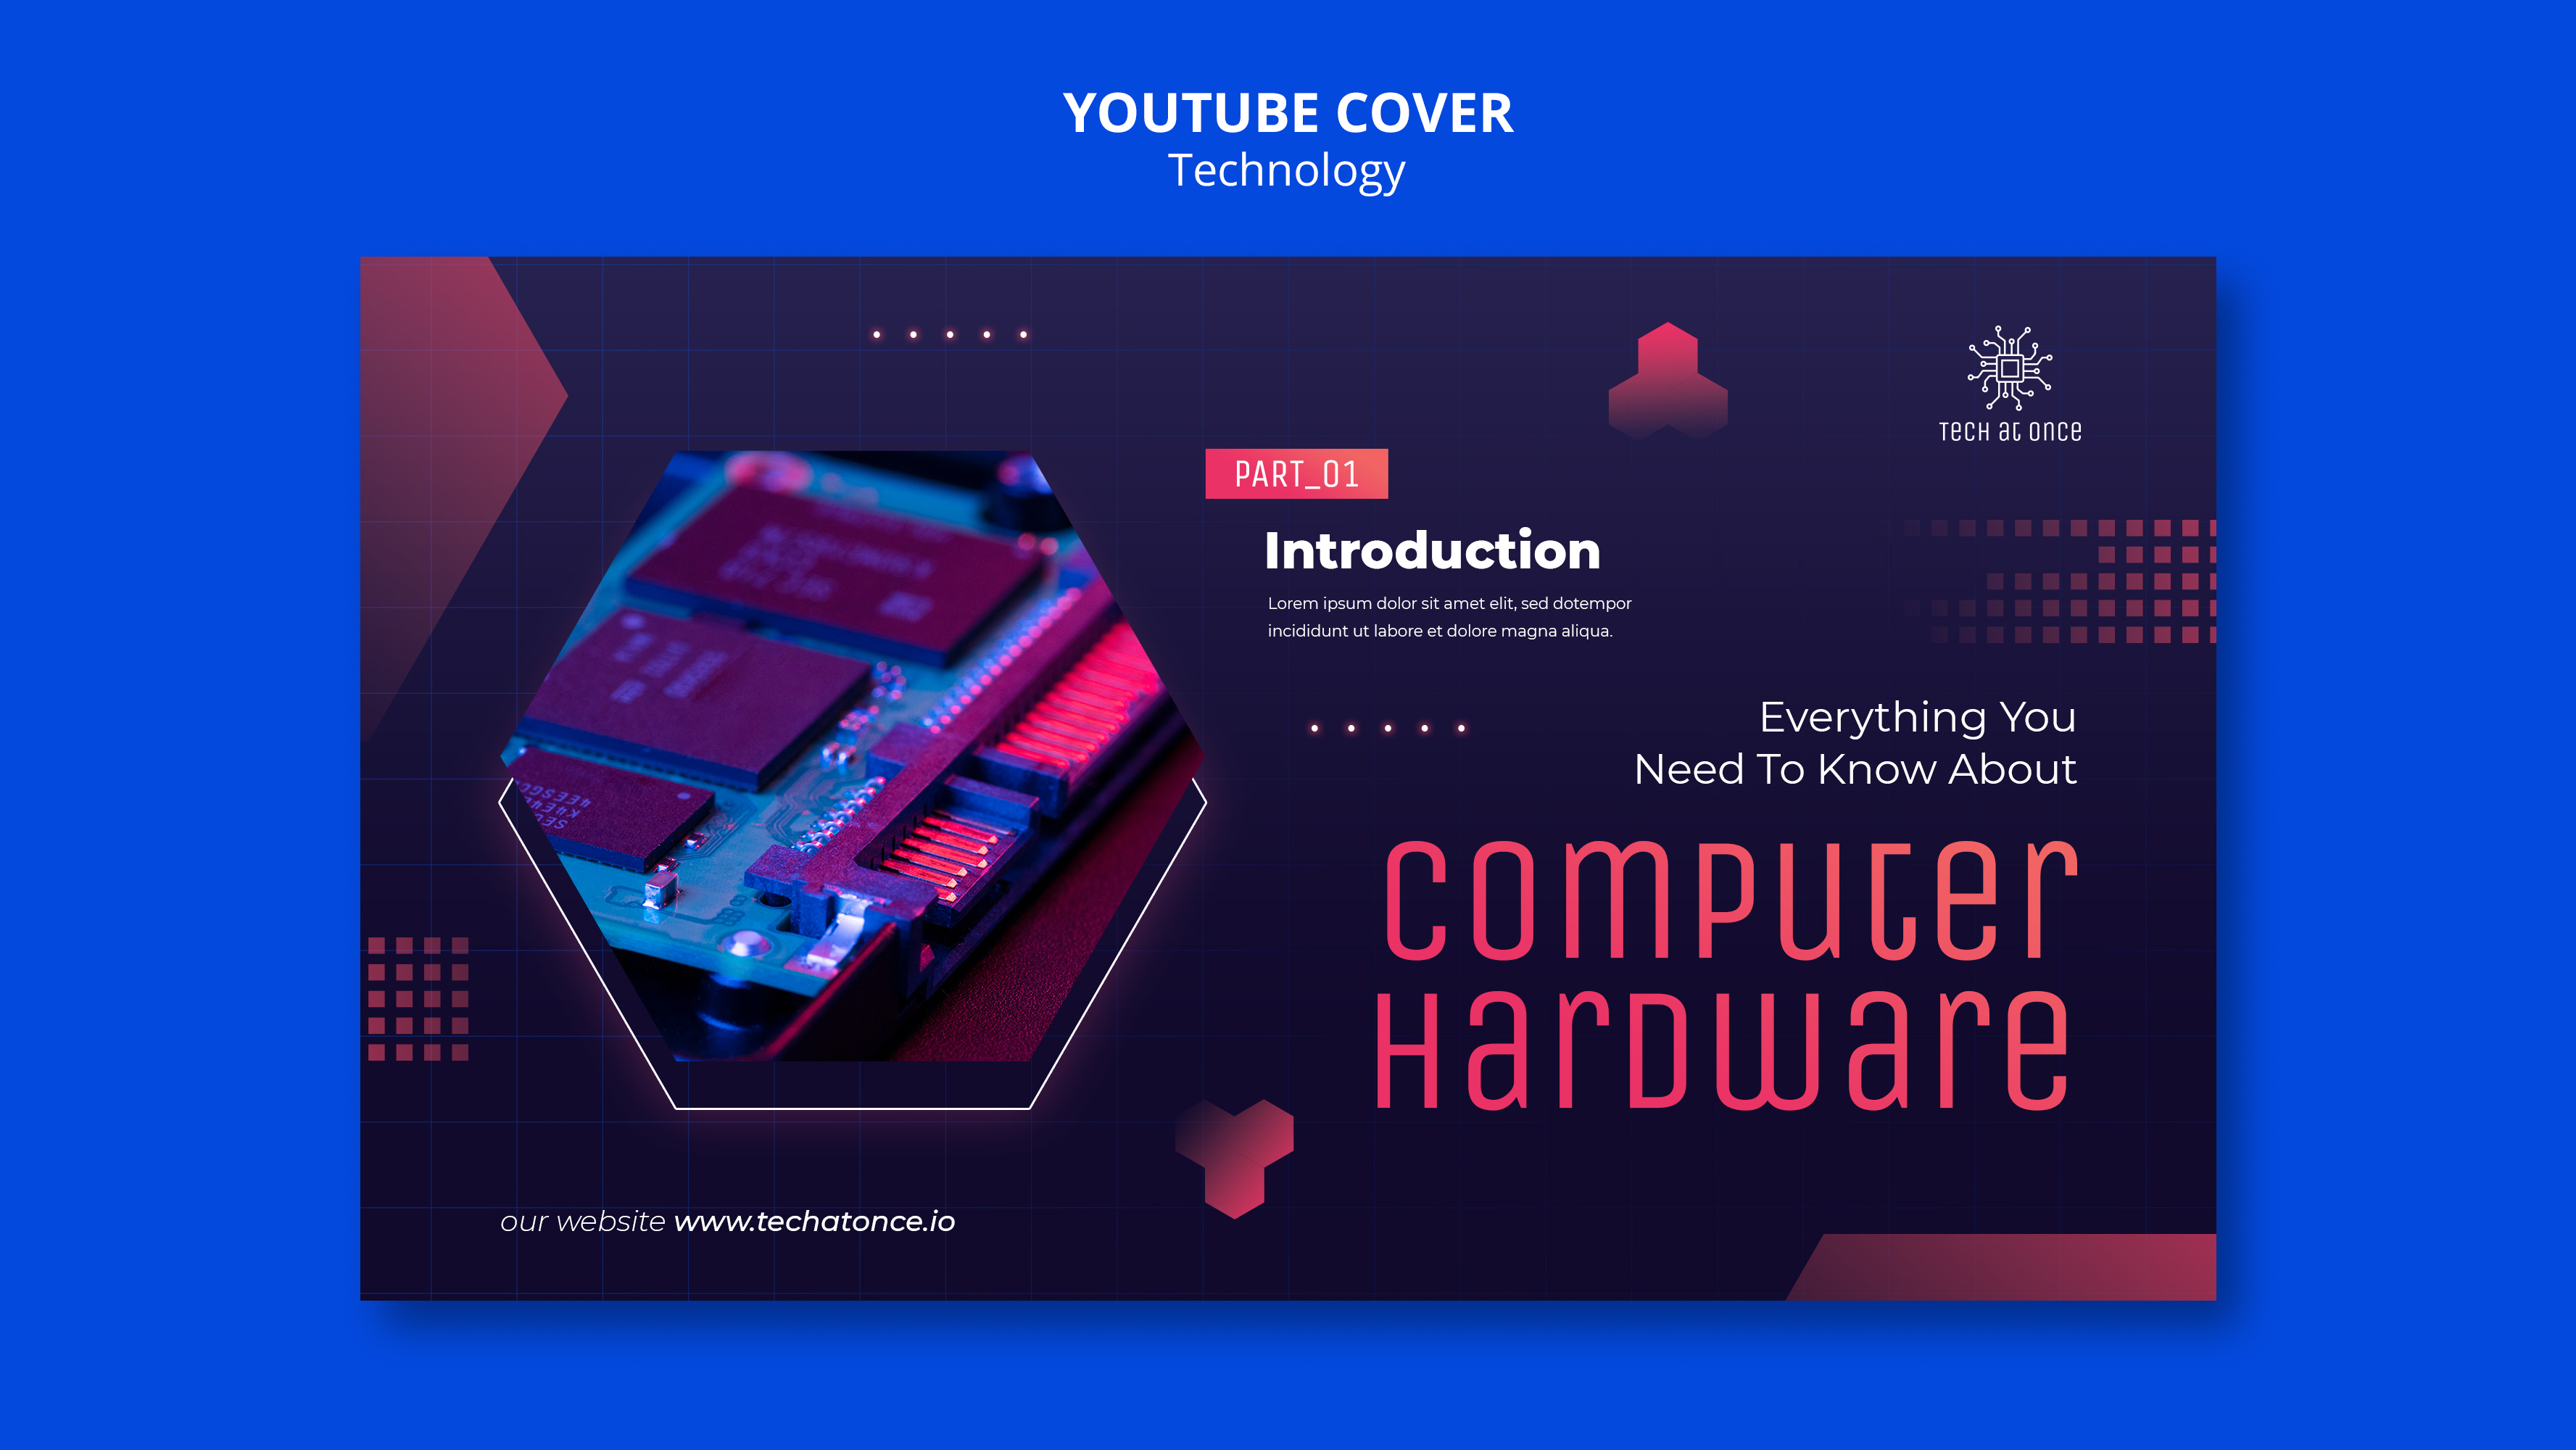 YOUTUBE COVER
Technology
TECH AT ONCE
PART_01
Introduction
Lorem ipsum dolor sit amet elit, sed dotempor
incididunt ut labore et dolore magna aliqua.
Everything You
Need To Know About
COMPUTER
HARDWARE
our website www.techatonce.io